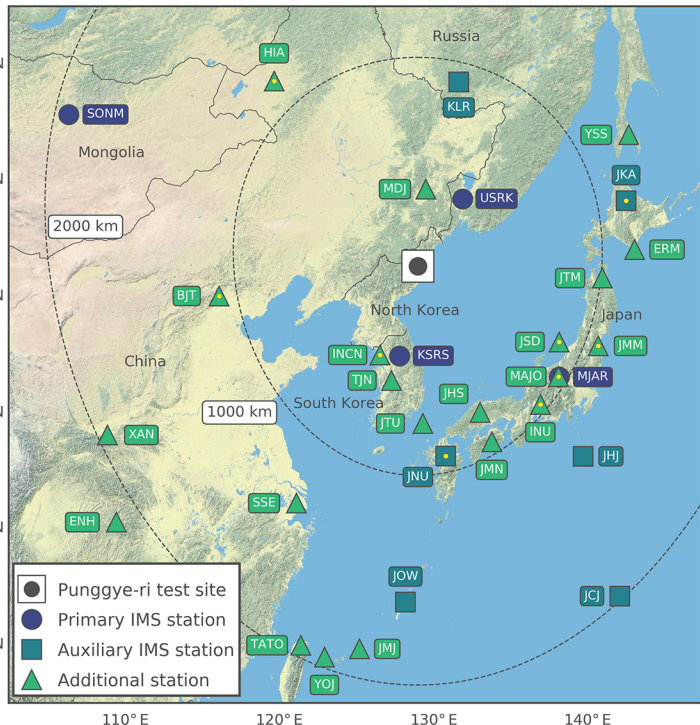 Russia
HIA
KLR
SONM
YSS
Mongolia
JKA
MDJ
USRK
2000 km
ERM
JTM
BJT
North Korea
Japan
JSD
JMM
INCN
KSRS
China
TJN
MAJO
MJAR
JHS
South Korea
1000 km
JTU
INU
XAN
JHJ
JNU
JMN
SSE
ENH
JOW
JCJ
Punggye-ri test site
Primary IMS station
Auxiliary IMS station
Additional station
TATO
JMJ
YOJ
110°E
120°E
130°E
140°E